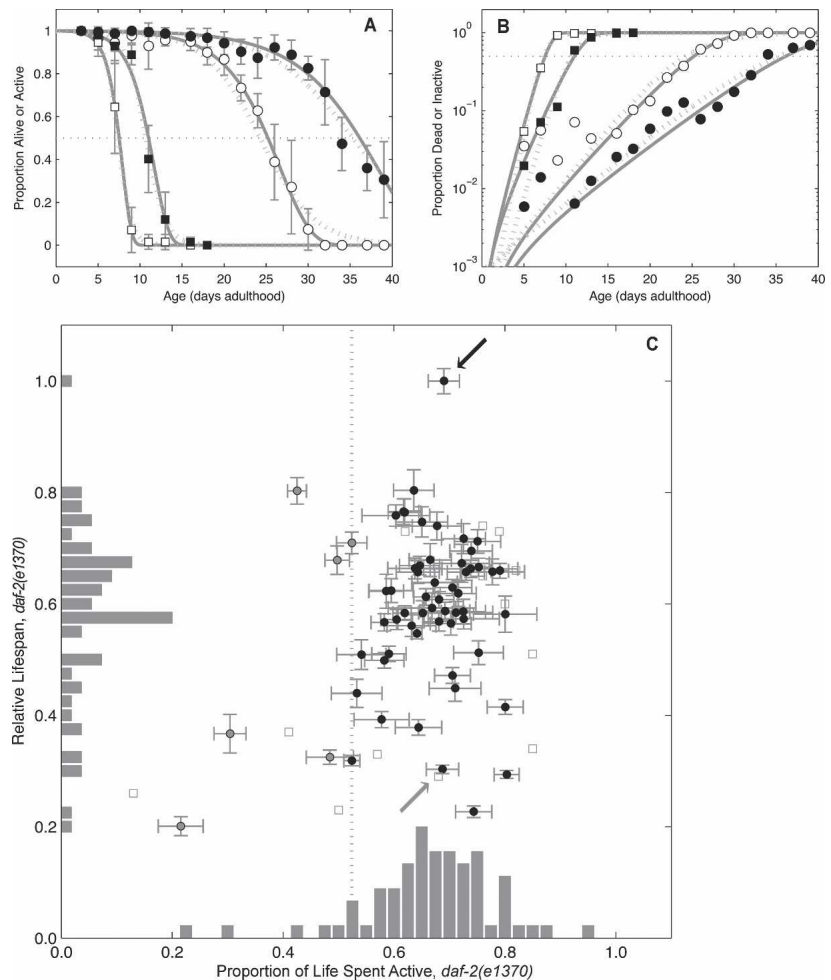 A
Proportion Alive or Active
1
0.8
0.6
0.4
0.2
0
0 5 10 15 20 25 30 35 40
Age (days adulthood)
B
Proportion Dead or Inactive
10^0
10^-1
10^-2
10^-3
0 5 10 15 20 25 30 35 40
Age (days adulthood)
C
Relative Lifespan, daf-2(e1370)
1.0
0.8
0.6
0.4
0.2
0.0
0.0 0.2 0.4 0.6 0.8 1.0
Proportion of Life Spent Active, daf-2(e1370)